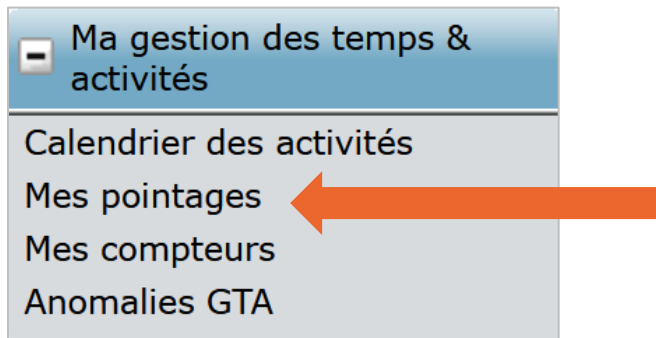 Ma gestion des temps &
activités
Calendrier des activités
Mes pointages
Mes compteurs
Anomalies GTA